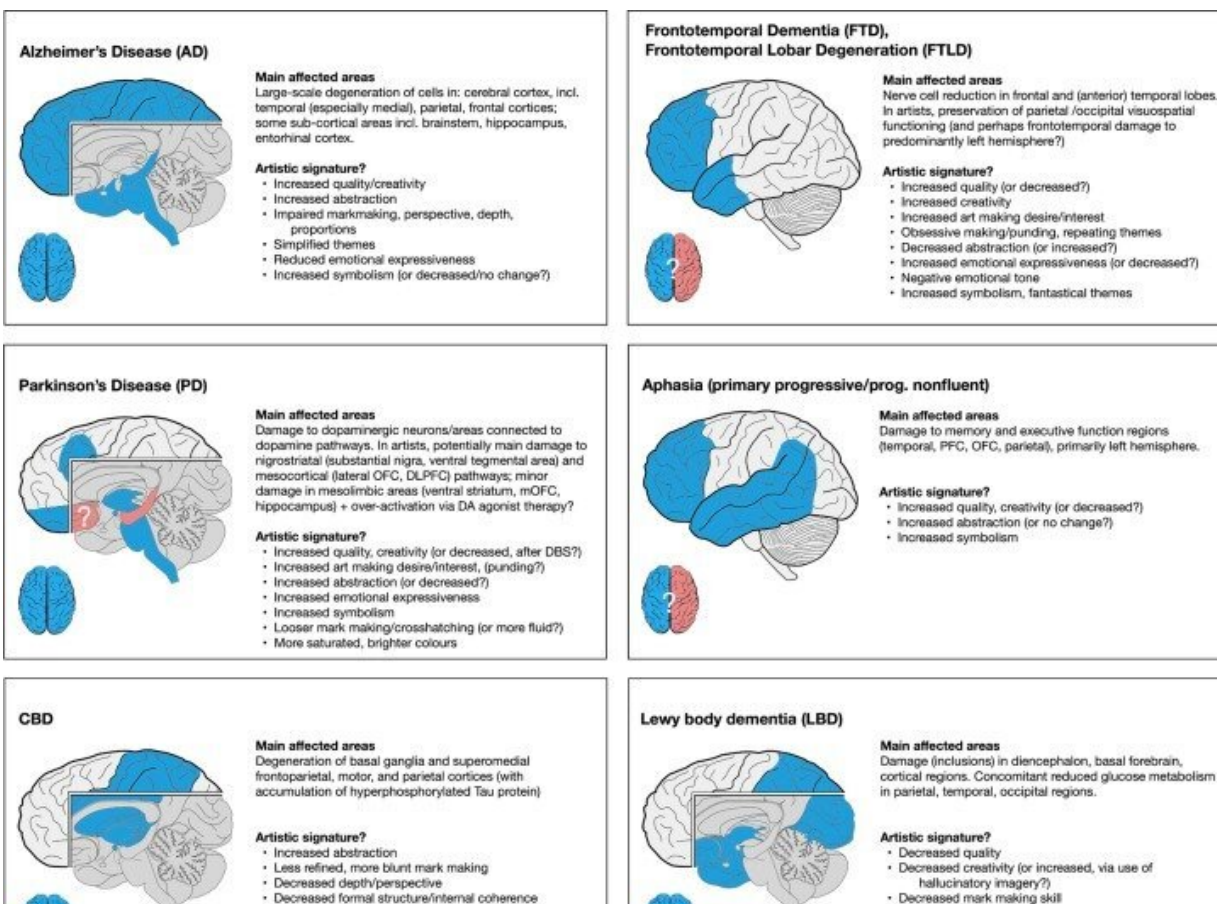 Alzheimer's Disease (AD)
Main affected areas
Large-scale degeneration of cells in: cerebral cortex, incl.
temporal (especially medial), parietal, frontal cortices;
some sub-cortical areas incl. brainstem, hippocampus,
entorhinal cortex.
Artistic signature?
• Increased quality/creativity
• Increased abstraction
• Impaired markmaking, perspective, depth,
proportions
• Simplified themes
• Reduced emotional expressiveness
• Increased symbolism (or decreased/no change?)
Frontotemporal Dementia (FTD),
Frontotemporal Lobar Degeneration (FTLD)
Main affected areas
Nerve cell reduction in frontal and (anterior) temporal lobes.
In artists, preservation of parietal /occipital visuospatial
functioning (and perhaps frontotemporal damage to
predominantly left hemisphere?)
Artistic signature?
• Increased quality (or decreased?)
• Increased creativity
• Increased art making desire/interest
• Obsessive making/punding, repeating themes
• Decreased abstraction (or increased?)
• Increased emotional expressiveness (or decreased?)
• Negative emotional tone
• Increased symbolism, fantastical themes
?
Parkinson's Disease (PD)
Main affected areas
Damage to dopaminergic neurons/areas connected to
dopamine pathways. In artists, potentially main damage to
nigrostriatal (substantial nigra, ventral tegmental area) and
mesocortical (lateral OFC, DLPFC) pathways; minor
damage in mesolimbic areas (ventral striatum, mOFC,
hippocampus) + over-activation via DA agonist therapy?
Artistic signature?
• Increased quality, creativity (or decreased, after DBS?)
• Increased art making desire/interest, (punding?)
• Increased abstraction (or decreased?)
• Increased emotional expressiveness
• Increased symbolism
• Looser mark making/crosshatching (or more fluid?)
• More saturated, brighter colours
?
Aphasia (primary progressive/prog. nonfluent)
Main affected areas
Damage to memory and executive function regions
(temporal, PFC, OFC, parietal), primarily left hemisphere.
Artistic signature?
• Increased quality, creativity (or decreased?)
• Increased abstraction (or no change?)
• Increased symbolism
?
CBD
Main affected areas
Degeneration of basal ganglia and superomedial
frontoparietal, motor, and parietal cortices (with
accumulation of hyperphosphorylated Tau protein)
Artistic signature?
• Increased abstraction
• Less refined, more blunt mark making
• Decreased depth/perspective
• Decreased formal structure/internal coherence
Lewy body dementia (LBD)
Main affected areas
Damage (inclusions) in diencephalon, basal forebrain,
cortical regions. Concomitant reduced glucose metabolism
in parietal, temporal, occipital regions.
Artistic signature?
• Decreased quality
• Decreased creativity (or increased, via use of
hallucinatory imagery?)
• Decreased mark making skill